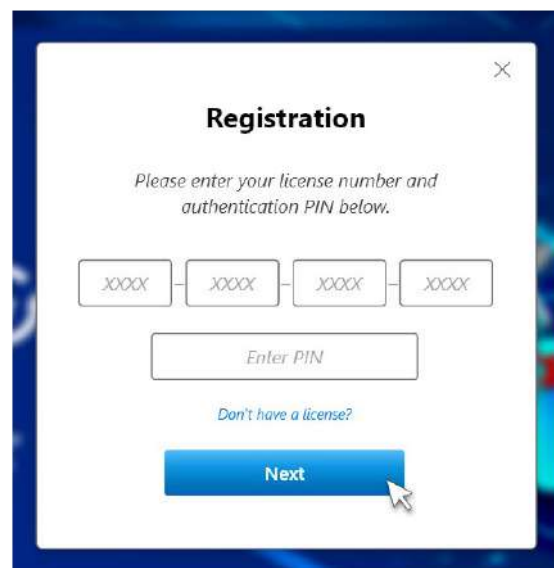 Registration
Please enter your license number and
authentication PIN below.
XXXX – XXXX – XXXX – XXXX
Enter PIN
Don't have a license?
Next